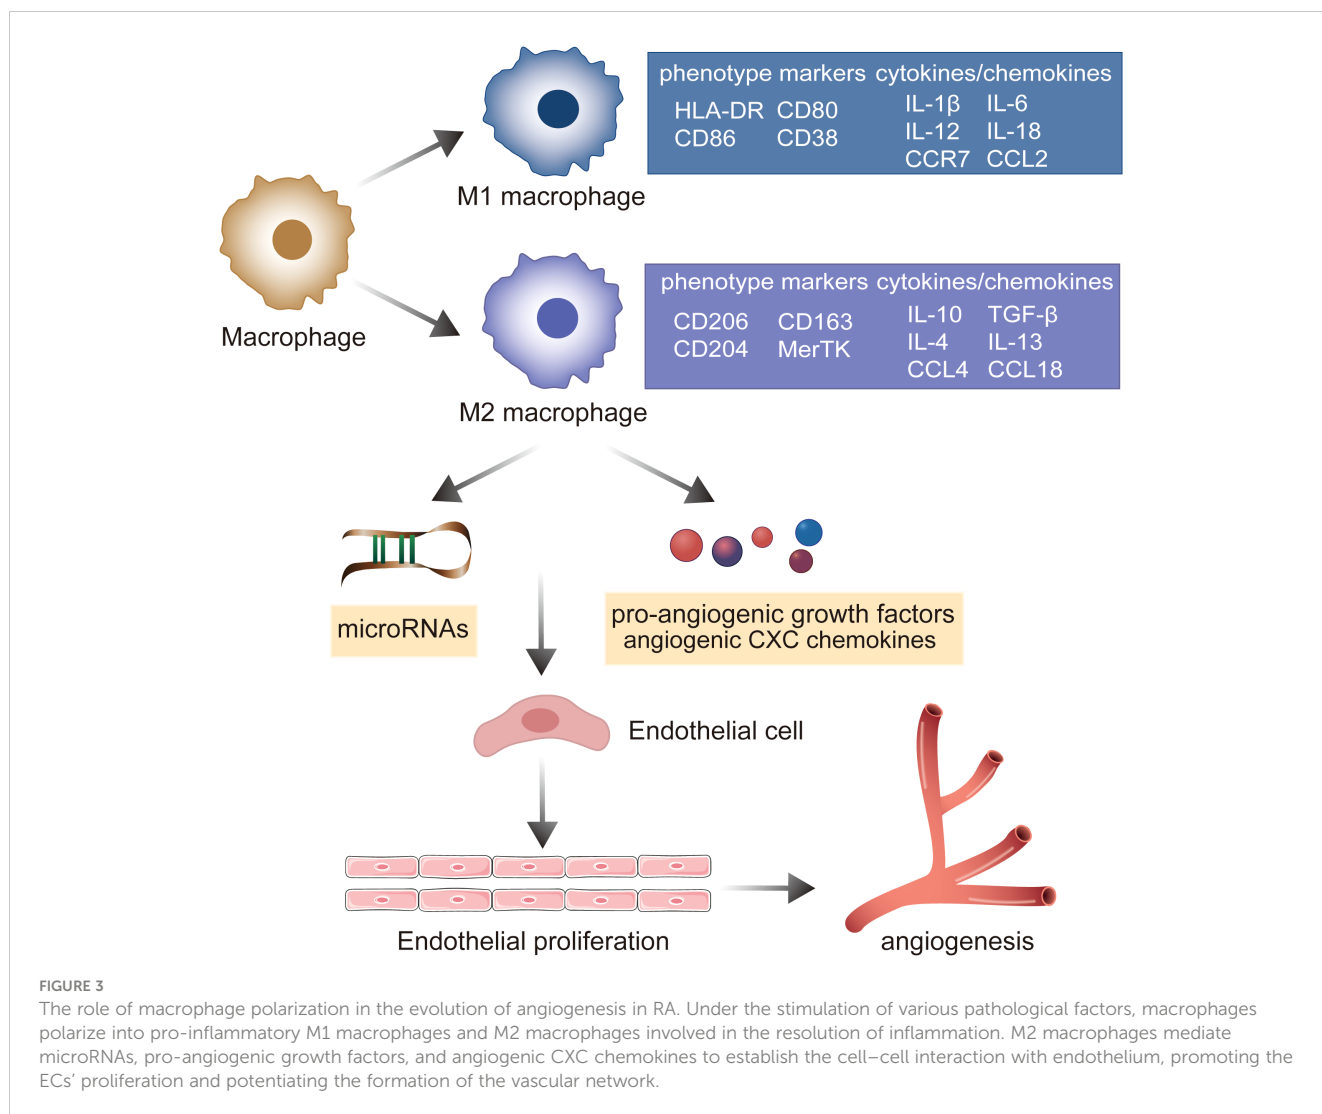 phenotype markers cytokines/chemokines
HLA-DR CD80 IL-1β IL-6
CD86 CD38 IL-12 IL-18
CCR7 CCL2
M1 macrophage
Macrophage
phenotype markers cytokines/chemokines
CD206 CD163 IL-10 TGF-β
CD204 MerTK IL-4 IL-13
CCL4 CCL18
M2 macrophage
microRNAs
pro-angiogenic growth factors
angiogenic CXC chemokines
Endothelial cell
Endothelial proliferation
angiogenesis
FIGURE 3
The role of macrophage polarization in the evolution of angiogenesis in RA. Under the stimulation of various pathological factors, macrophages
polarize into pro-inflammatory M1 macrophages and M2 macrophages involved in the resolution of inflammation. M2 macrophages mediate
microRNAs, pro-angiogenic growth factors, and angiogenic CXC chemokines to establish the cell–cell interaction with endothelium, promoting the
ECs’ proliferation and potentiating the formation of the vascular network.